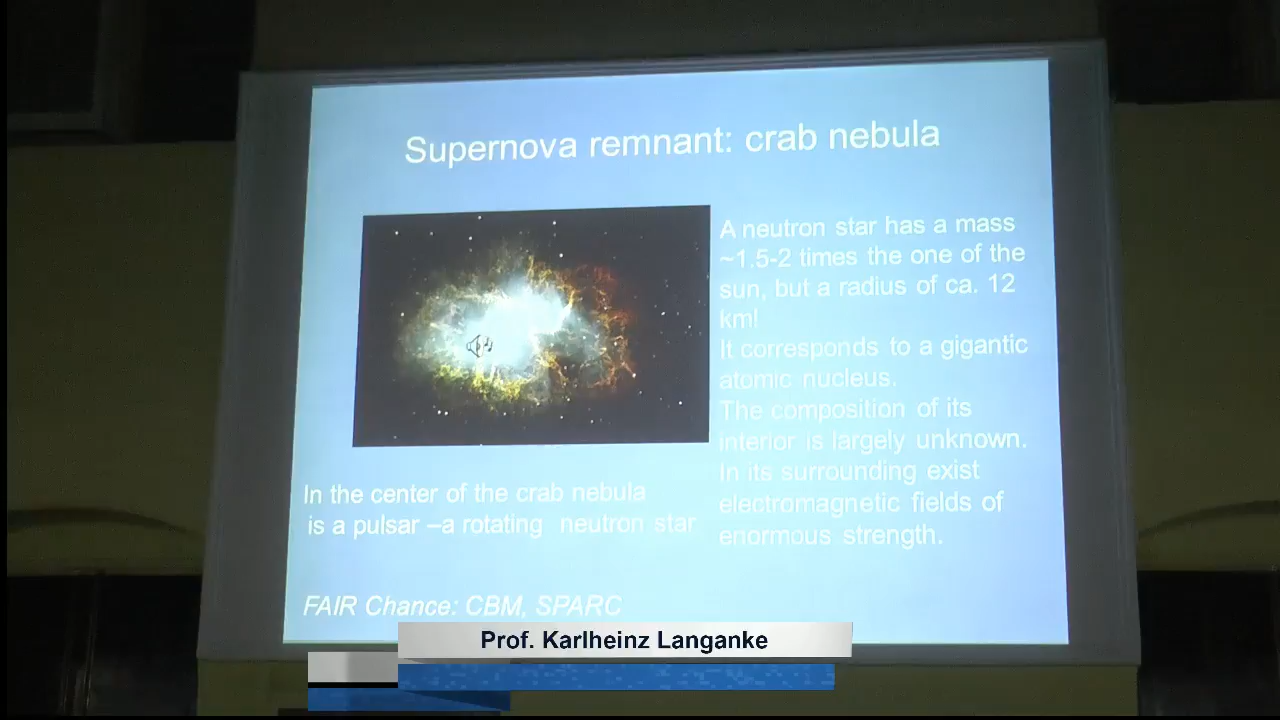 Supernova remnant: crab nebula
A neutron star has a mass
~1.5-2 times the one of the
sun, but a radius of ca. 12
km!
It corresponds to a gigantic
atomic nucleus.
The composition of its
interior is largely unknown.
In its surrounding exist
electromagnetic fields of
enormous strength.
In the center of the crab nebula
is a pulsar –a rotating neutron star
FAIR Chance: CBM, SPARC
Prof. Karlheinz Langanke